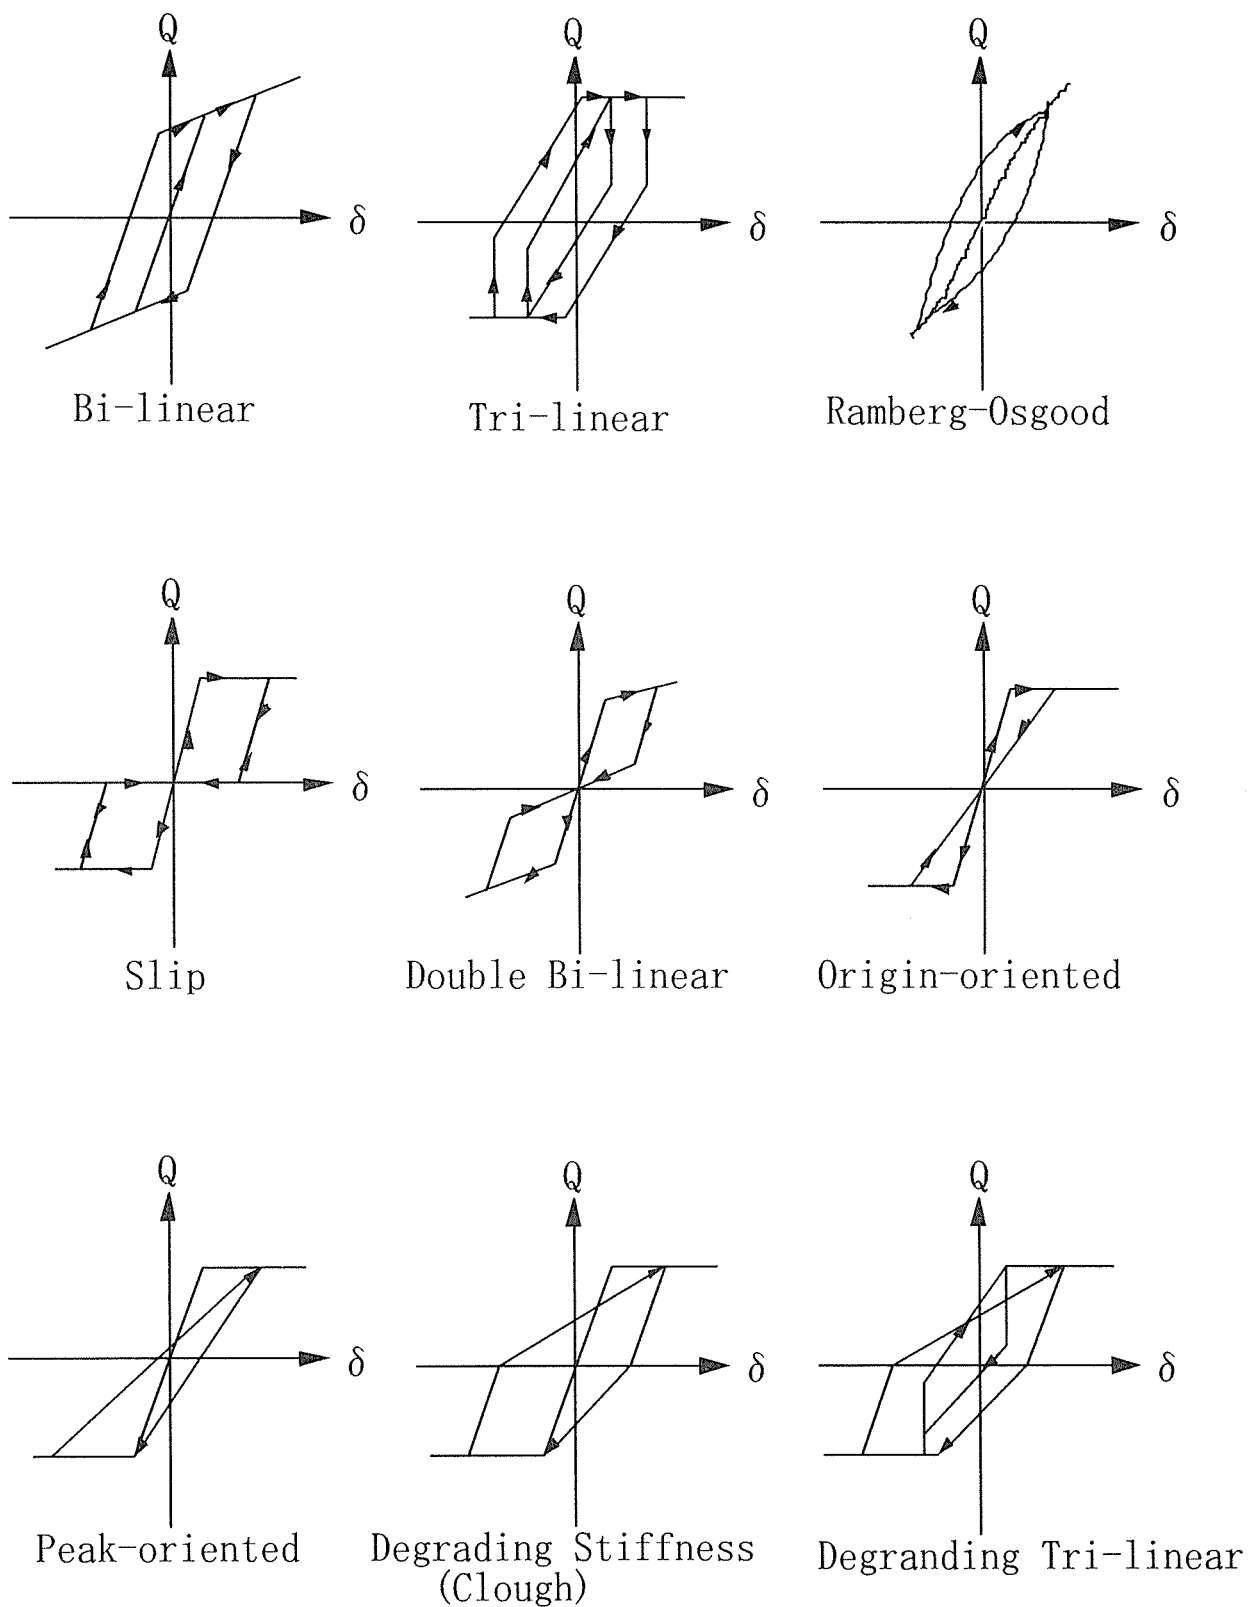 Q
Q
Q
δ
δ
δ
Bi-linear
Tri-linear
Ramberg-Osgood
Q
Q
Q
δ
δ
δ
Slip
Double Bi-linear
Origin-oriented
Q
Q
Q
δ
δ
δ
Peak-oriented
Degrading Stiffness
(Clough)
Degranding Tri-linear